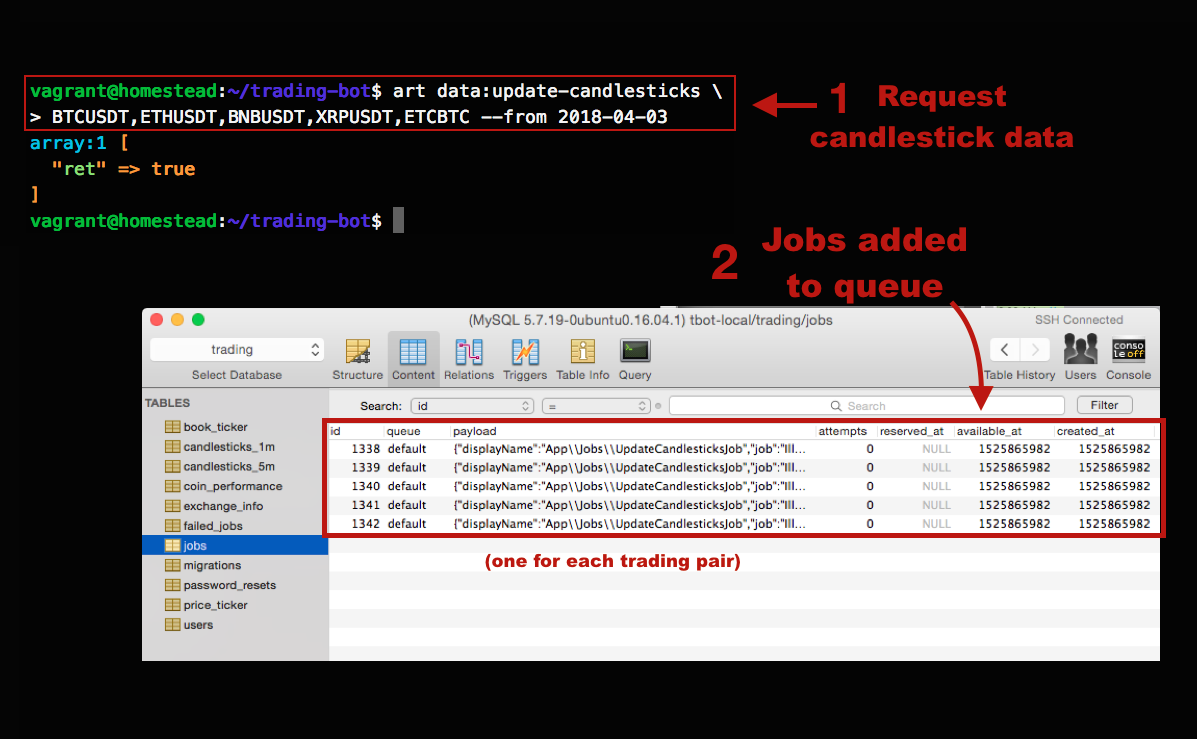 vagrant@homestead:~/trading-bot$ art data:update-candlesticks \
> BTCUSDT,ETHUSDT,BNBUSDT,XRPUSDT,ETCBTC --from 2018-04-03
array:1 [
"ret" => true
]
vagrant@homestead:~/trading-bot$
1 Request
candlestick data
2 Jobs added
to queue
(MySQL 5.7.19-0ubuntu0.16.04.1) tbot-local/trading/jobs
SSH Connected
trading
Select Database
Structure Content Relations Triggers Table Info Query
Table History Users Console
conso
le off
TABLES
book_ticker
candlesticks_1m
candlesticks_5m
coin_performance
exchange_info
failed_jobs
jobs
migrations
password_resets
price_ticker
users
Search: id = Search Filter
id queue payload attempts reserved_at available_at created_at
1338 default {"displayName":"App\\Jobs\\UpdateCandlesticksJob","job":"Ill... 0 NULL 1525865982 1525865982
1339 default {"displayName":"App\\Jobs\\UpdateCandlesticksJob","job":"Ill... 0 NULL 1525865982 1525865982
1340 default {"displayName":"App\\Jobs\\UpdateCandlesticksJob","job":"Ill... 0 NULL 1525865982 1525865982
1341 default {"displayName":"App\\Jobs\\UpdateCandlesticksJob","job":"Ill... 0 NULL 1525865982 1525865982
1342 default {"displayName":"App\\Jobs\\UpdateCandlesticksJob","job":"Ill... 0 NULL 1525865982 1525865982
(one for each trading pair)